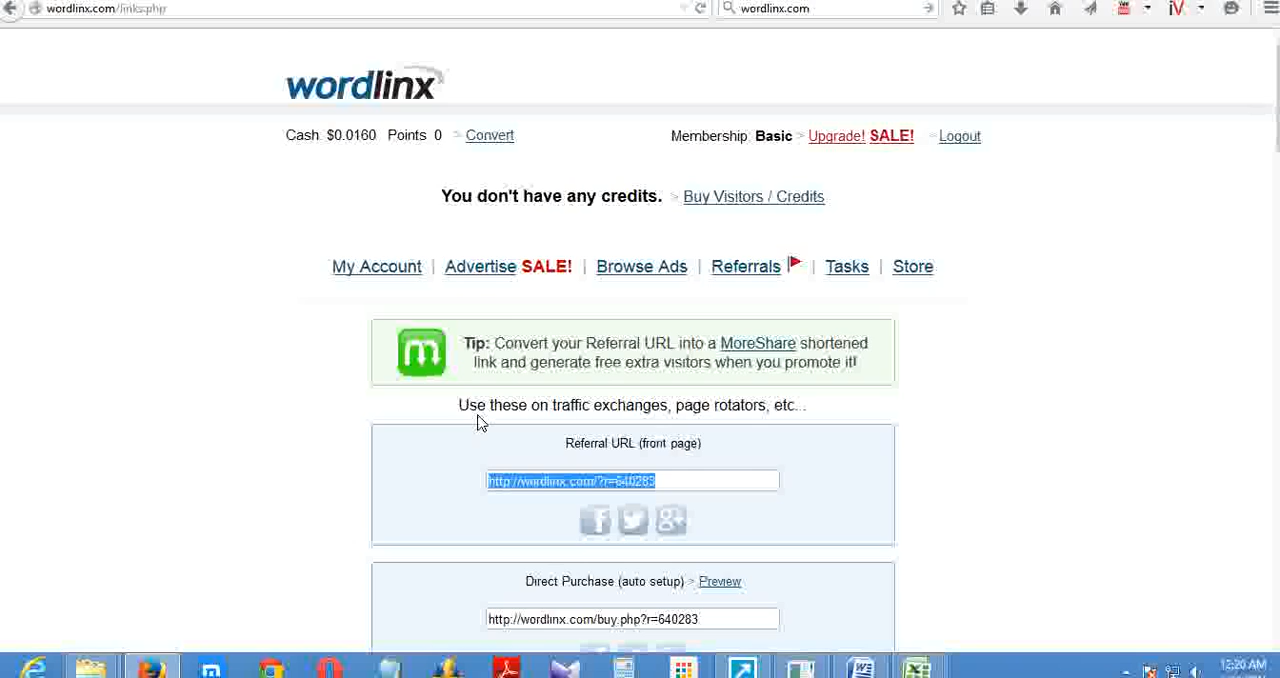 wordlinx.com/links.php
wordlinx.com
wordlinx
Cash $0.0160 Points 0 > Convert
Membership: Basic > Upgrade! SALE! > Logout
You don't have any credits. > Buy Visitors / Credits
My Account | Advertise SALE! | Browse Ads | Referrals | Tasks | Store
Tip: Convert your Referral URL into a MoreShare shortened
link and generate free extra visitors when you promote it!
Use these on traffic exchanges, page rotators, etc...
Referral URL (front page)
http://wordlinx.com/?r=640283
Direct Purchase (auto setup) > Preview
http://wordlinx.com/buy.php?r=640283
12:20 AM